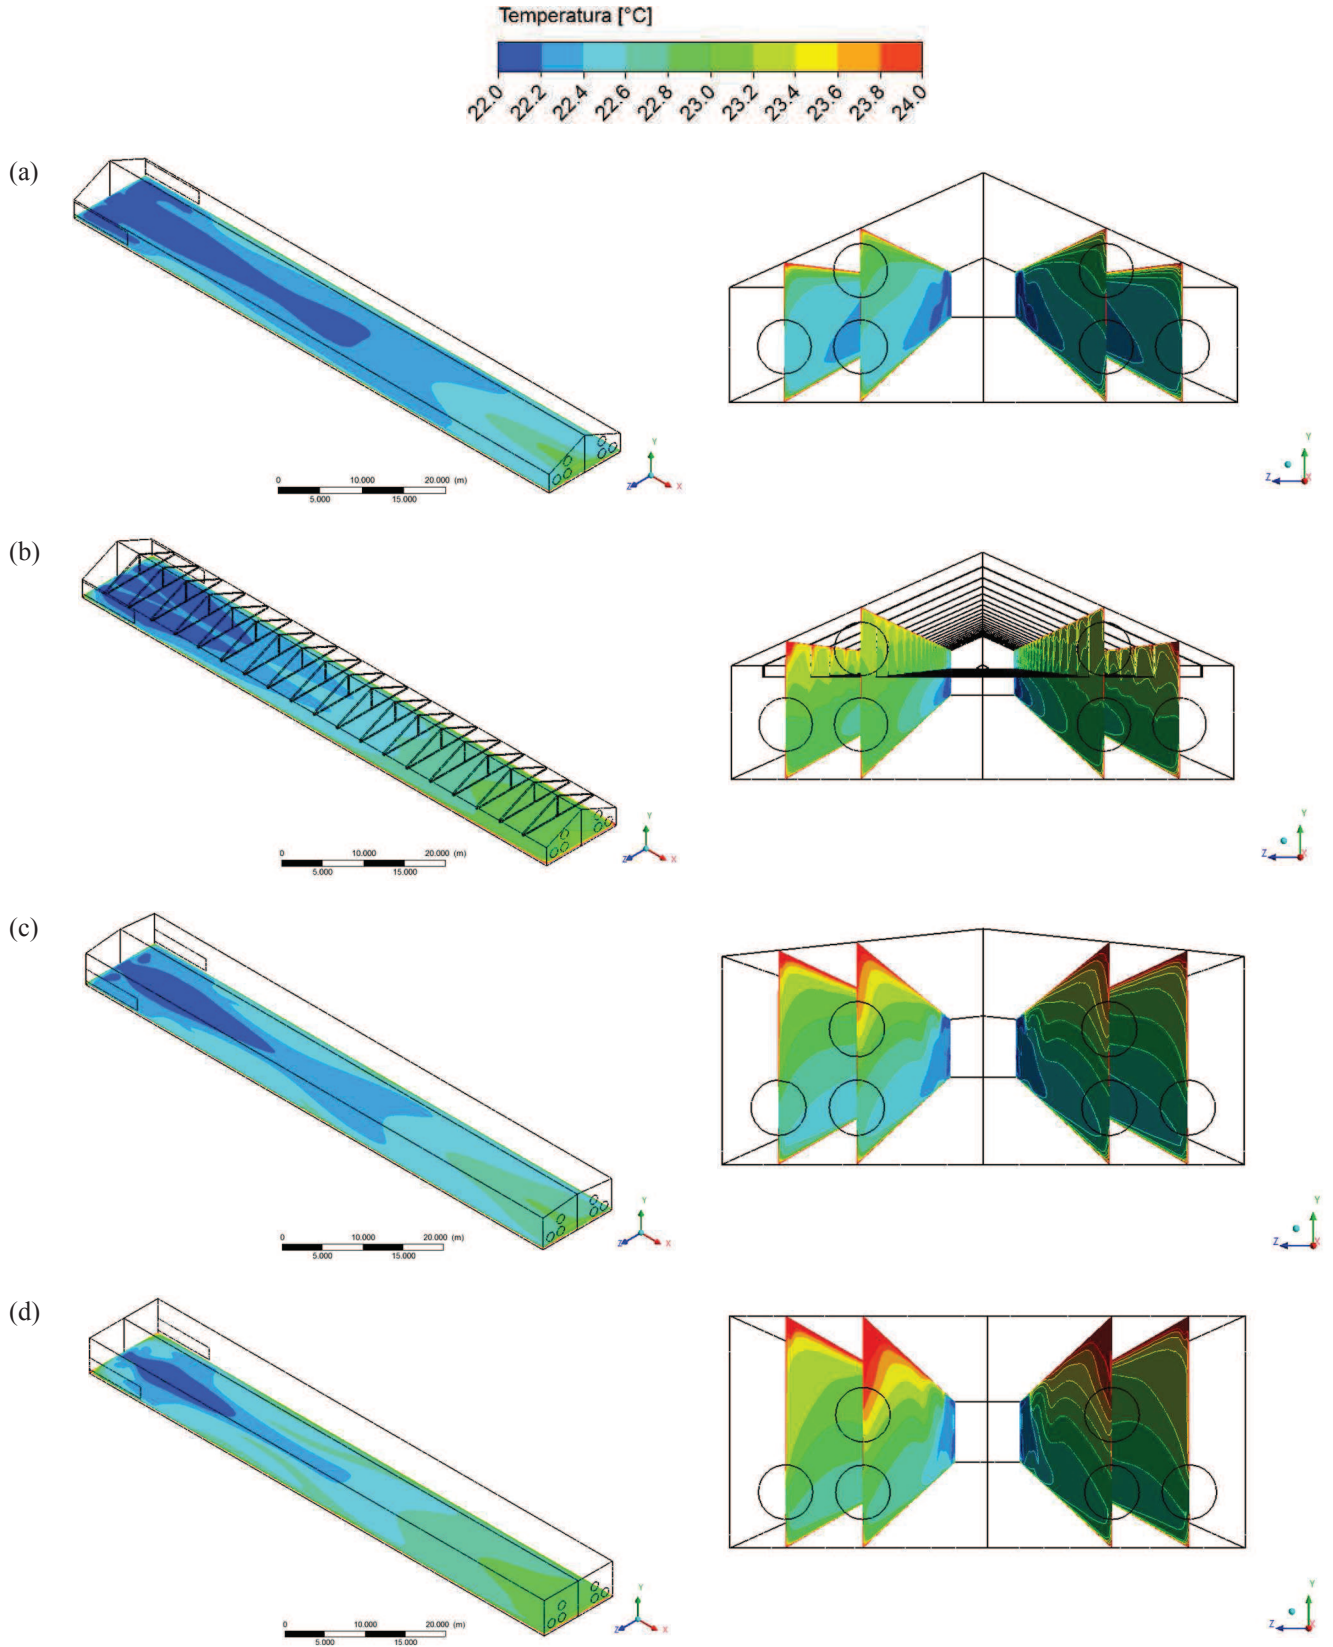 Temperatura [°C]
22.0 22.2 22.4 22.6 22.8 23.0 23.2 23.4 23.6 23.8 24.0
(a)
0 10.000 20.000 (m)
5.000 15.000
Y
Z X
Y
Z X
(b)
0 10.000 20.000 (m)
5.000 15.000
Y
Z X
Y
Z X
(c)
0 10.000 20.000 (m)
5.000 15.000
Y
Z X
Y
Z X
(d)
0 10.000 20.000 (m)
5.000 15.000
Y
Z X
Y
Z X